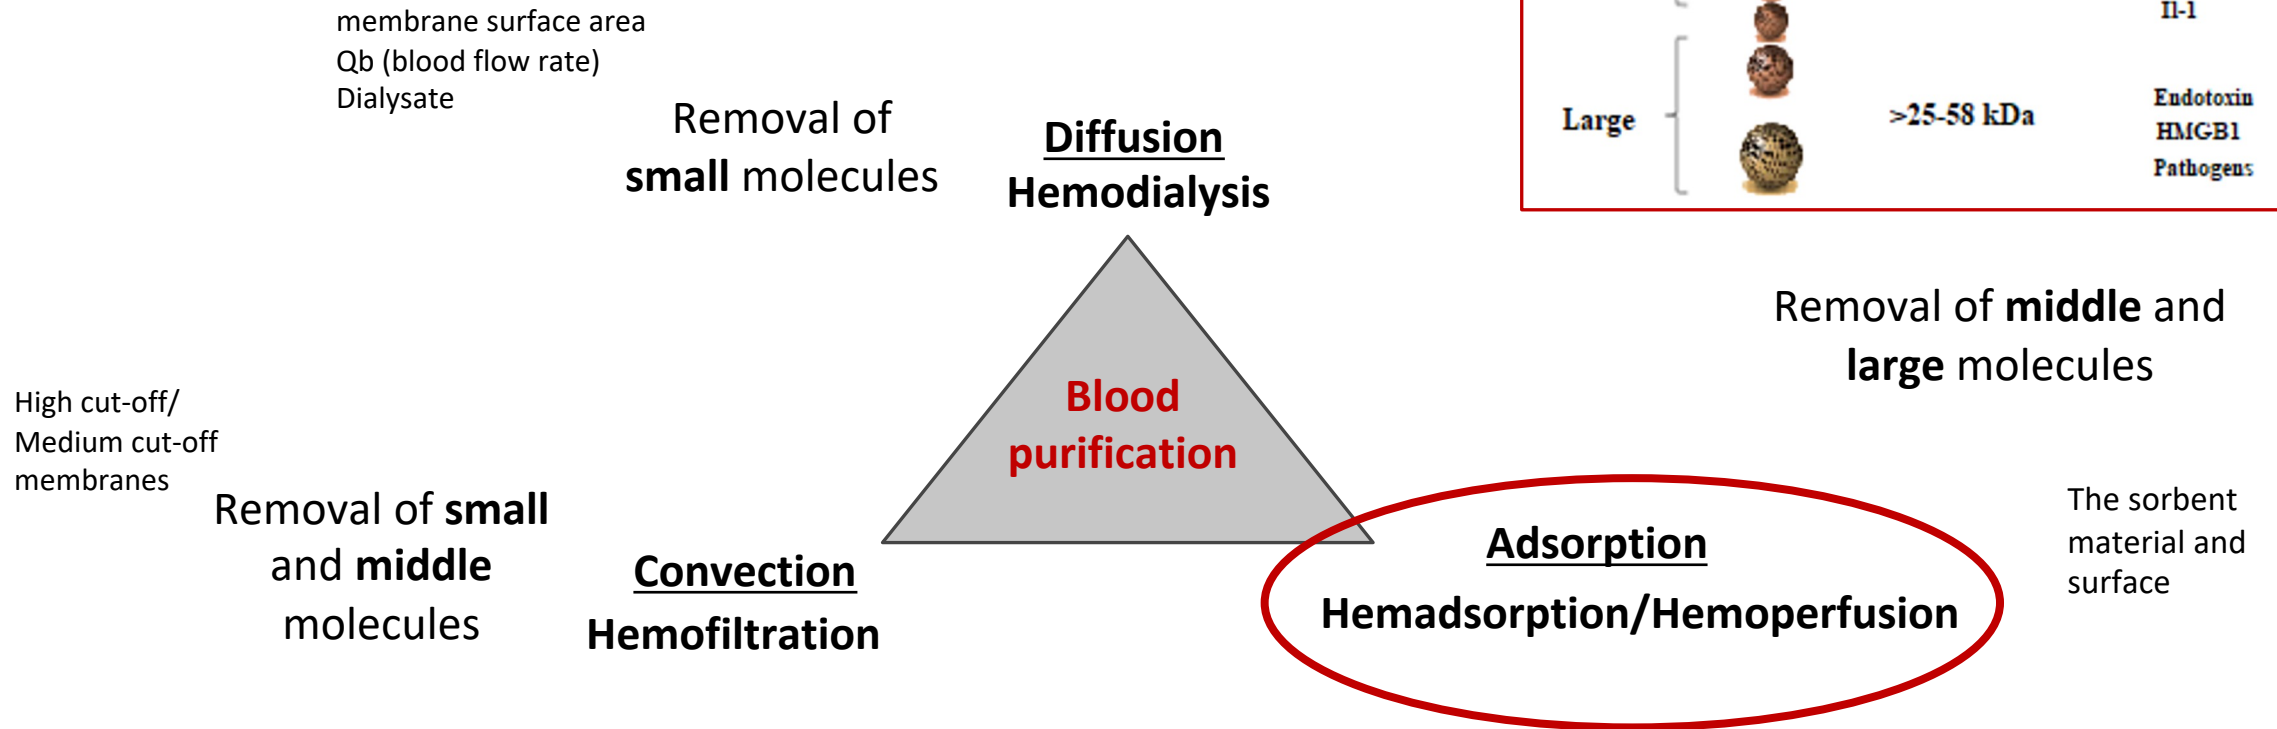 membrane surface area
Qb (blood flow rate)
Dialysate
Removal of
small molecules
Diffusion
Hemodialysis
Il-1
Large
>25-58 kDa
Endotoxin
HMGB1
Pathogens
Removal of middle and
large molecules
Blood
purification
High cut-off/
Medium cut-off
membranes
Removal of small
and middle
molecules
Convection
Hemofiltration
Adsorption
Hemadsorption/Hemoperfusion
The sorbent
material and
surface